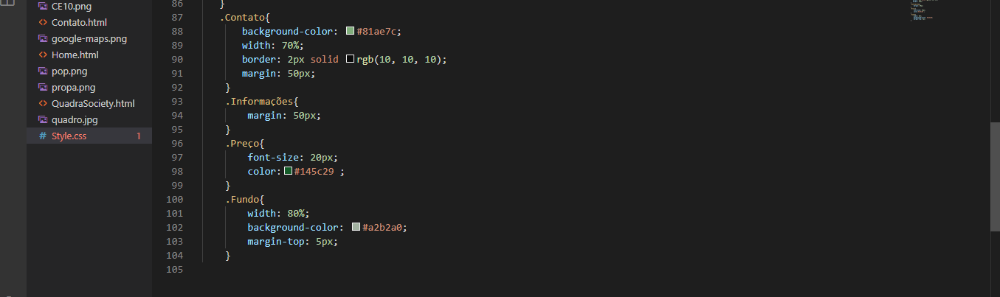 CE10.png
Contato.html
google-maps.png
Home.html
pop.png
propa.png
QuadraSociety.html
quadro.jpg
Style.css 1
86 }
87 .Contato{
88 background-color: #81ae7c;
89 width: 70%;
90 border: 2px solid rgb(10, 10, 10);
91 margin: 50px;
92 }
93 .Informações{
94 margin: 50px;
95 }
96 .Preço{
97 font-size: 20px;
98 color: #145c29 ;
99 }
100 .Fundo{
101 width: 80%;
102 background-color: #a2b2a0;
103 margin-top: 5px;
104 }
105